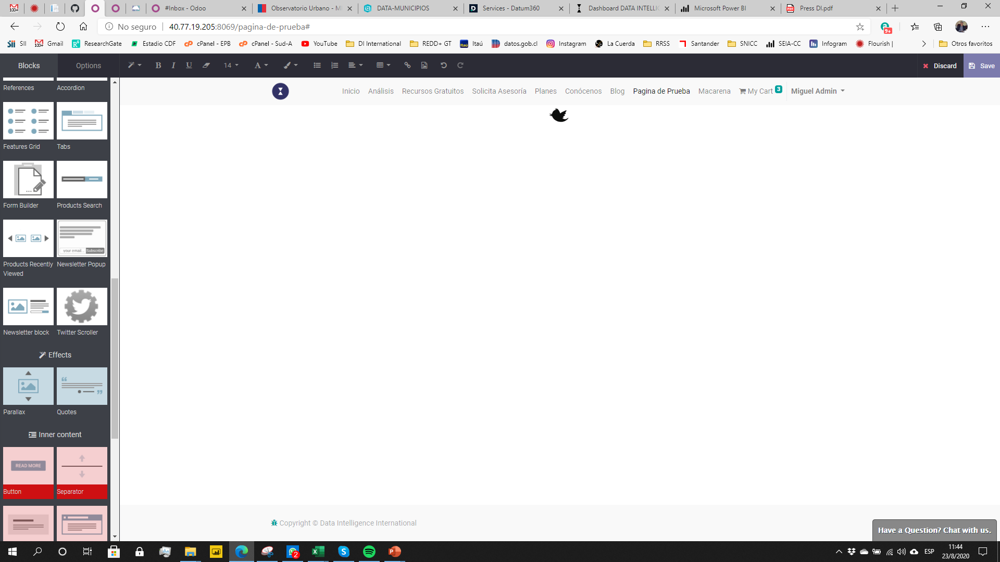 #Inbox - Odoo
Observatorio Urbano - MI
DATA-MUNICIPIOS
Services - Datum360
Dashboard DATA INTELLIG
Microsoft Power BI
Press DI.pdf
No seguro
40.77.19.205:8069/pagina-de-prueba#
9+
SII
Gmail
ResearchGate
Estadio CDF
cPanel - EPB
cPanel - Sud-A
YouTube
DI International
REDD+ GT
Itaú
datos.gob.cl
Instagram
La Cuerda
RRSS
Santander
SNICC
SEIA-CC
Infogram
Flourish |
Otros favoritos
Blocks
Options
B
I
U
14
A
Discard
Save
Inicio
Análisis
Recursos Gratuitos
Solicita Asesoría
Planes
Conócenos
Blog
Pagina de Prueba
Macarena
My Cart 3
Miguel Admin
References
Accordion
Features Grid
Tabs
Form Builder
Products Search
your email...
Subscribe
Products Recently
Viewed
Newsletter Popup
Newsletter block
Twitter Scroller
Effects
Parallax
Quotes
Inner content
READ MORE
Button
Separator
Copyright © Data Intelligence International
Have a Question? Chat with us.
2
ESP
11:44
23/8/2020